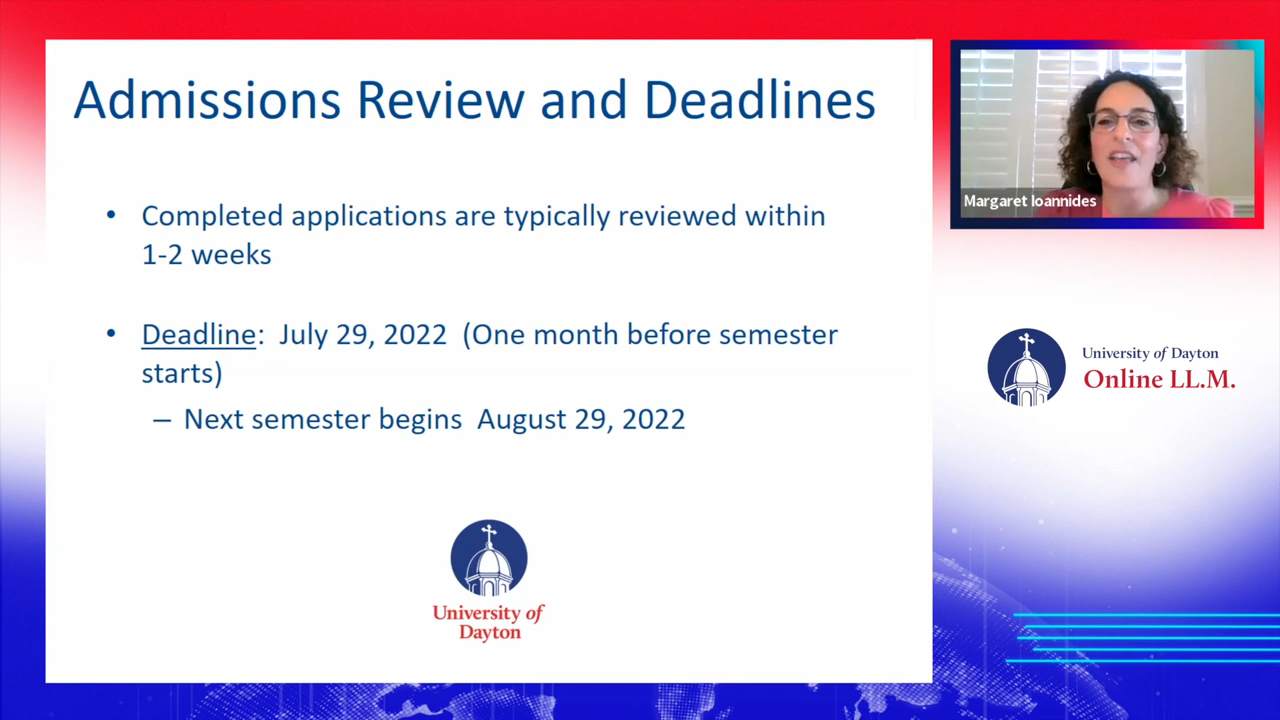 Admissions Review and Deadlines
• Completed applications are typically reviewed within
1-2 weeks
• Deadline: July 29, 2022 (One month before semester
starts)
– Next semester begins August 29, 2022
University of
Dayton
Margaret Ioannides
University of Dayton
Online LL.M.